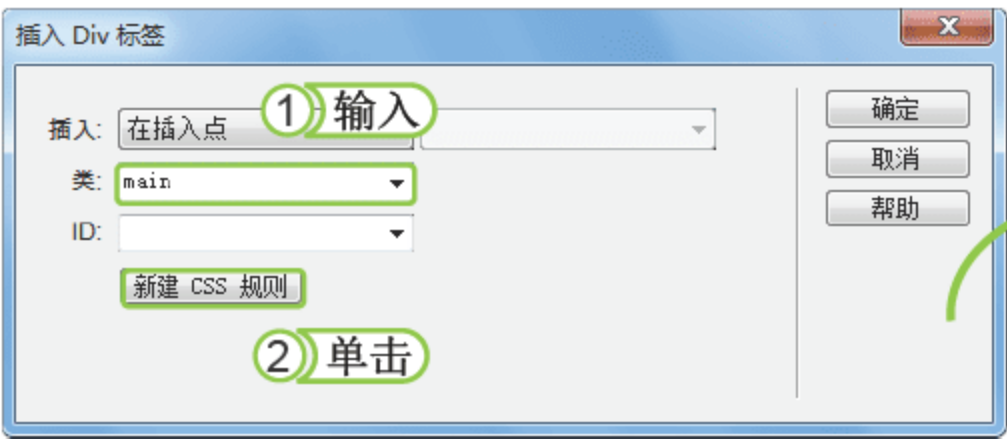 插入 Div 标签
① 输入
插入: 在插入点
确定
类: main
取消
ID:
帮助
新建 CSS 规则
② 单击